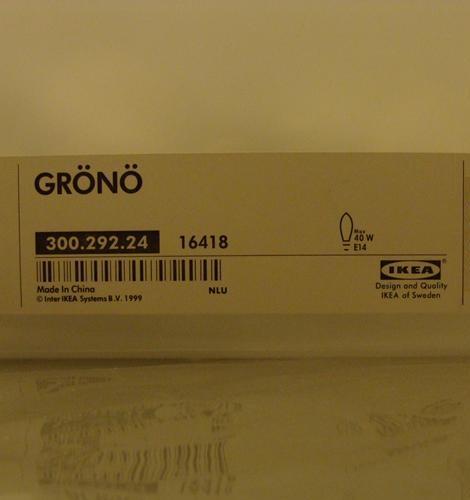 GRÖNÖ
300.292.24 16418
Max
40 W
E14
Made In China
© Inter IKEA Systems B.V. 1999
NLU
IKEA®
Design and Quality
IKEA of Sweden